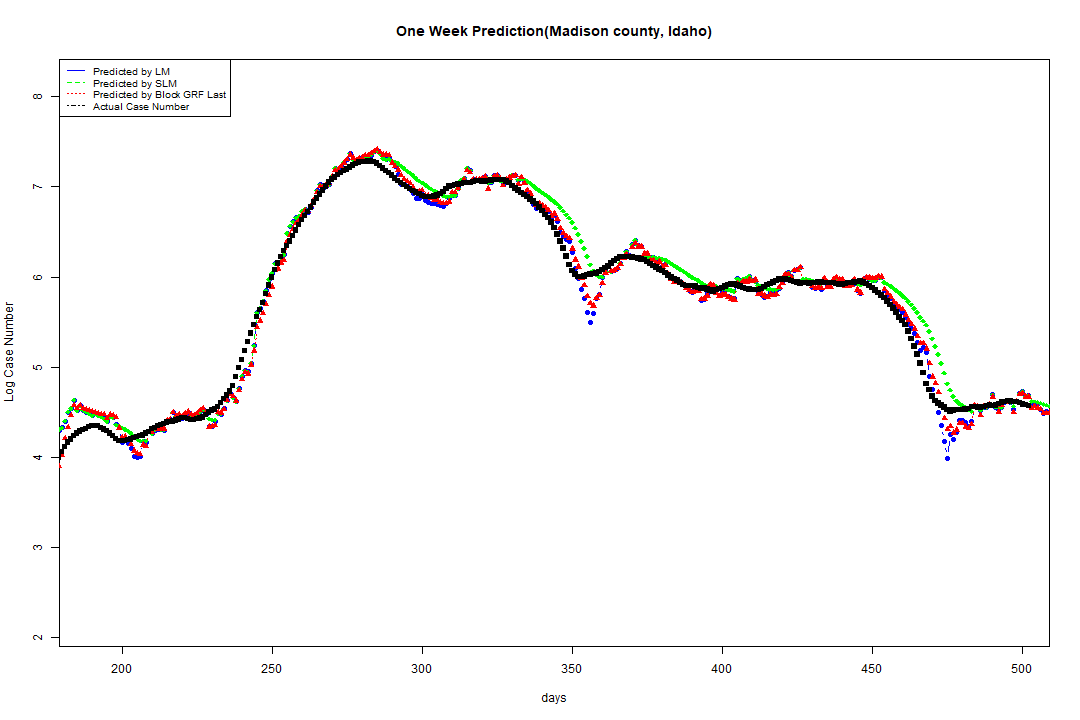 One Week Prediction(Madison county, Idaho)
Predicted by LM
Predicted by SLM
Predicted by Block GRF Last
Actual Case Number
8
7
6
5
4
3
2
Log Case Number
200 250 300 350 400 450 500
days